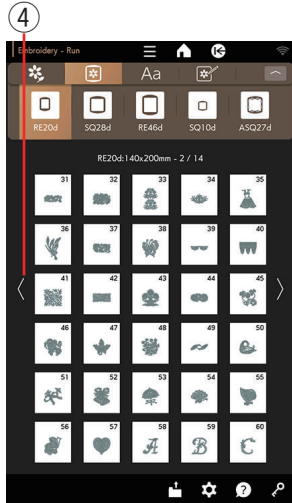 ④
Embroidery - Run
Aa
RE20d SQ28d RE46d SQ10d ASQ27d
RE20d:140x200mm - 2 / 14
31 32 33 34 35
36 37 38 39 40
41 42 43 44 45
46 47 48 49 50
51 52 53 54 55
56 57 58 59 60
A B C
?